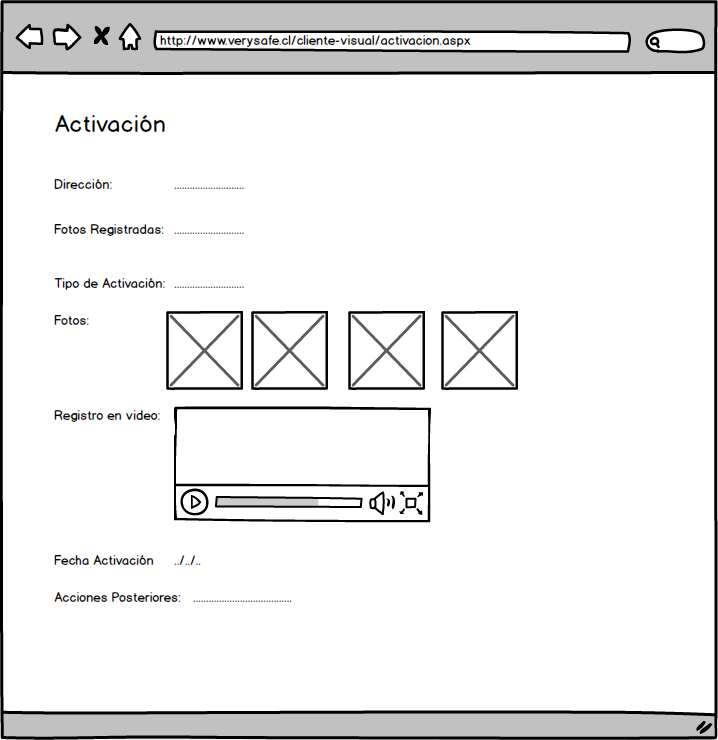 http://www.verysafe.cl/cliente-visual/activacion.aspx
Activación
Dirección: ............................
Fotos Registradas: ............................
Tipo de Activación: ............................
Fotos:
Registro en video:
Fecha Activación ../../..
Acciones Posteriores: .......................................